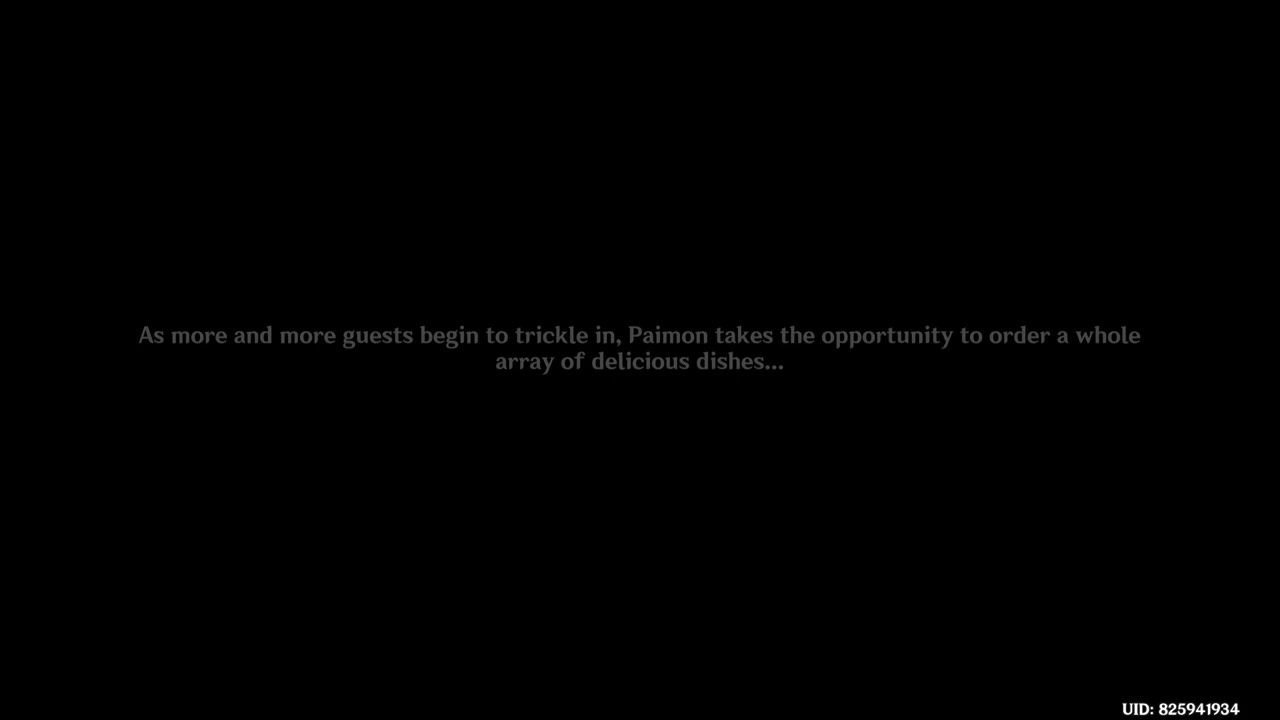 As more and more guests begin to trickle in, Paimon takes the opportunity to order a whole
array of delicious dishes...
UID: 825941934